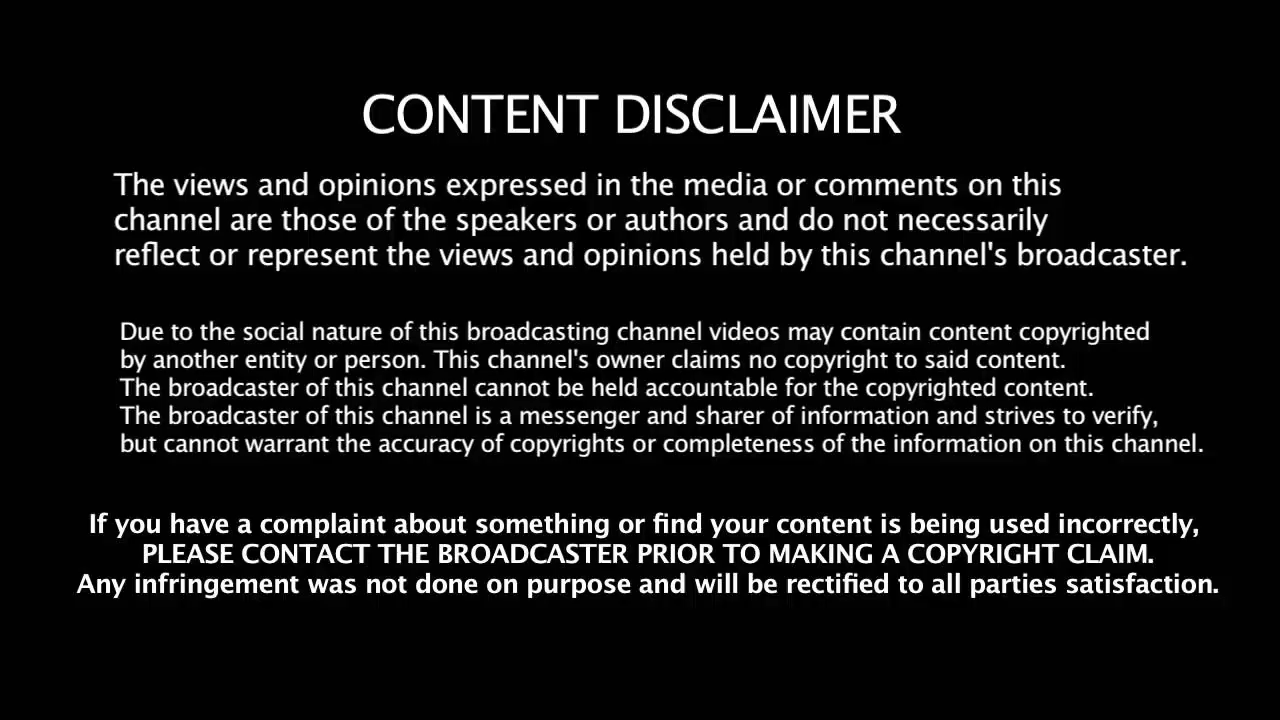 CONTENT DISCLAIMER
The views and opinions expressed in the media or comments on this
channel are those of the speakers or authors and do not necessarily
reflect or represent the views and opinions held by this channel's broadcaster.
Due to the social nature of this broadcasting channel videos may contain content copyrighted
by another entity or person. This channel's owner claims no copyright to said content.
The broadcaster of this channel cannot be held accountable for the copyrighted content.
The broadcaster of this channel is a messenger and sharer of information and strives to verify,
but cannot warrant the accuracy of copyrights or completeness of the information on this channel.
If you have a complaint about something or find your content is being used incorrectly,
PLEASE CONTACT THE BROADCASTER PRIOR TO MAKING A COPYRIGHT CLAIM.
Any infringement was not done on purpose and will be rectified to all parties satisfaction.